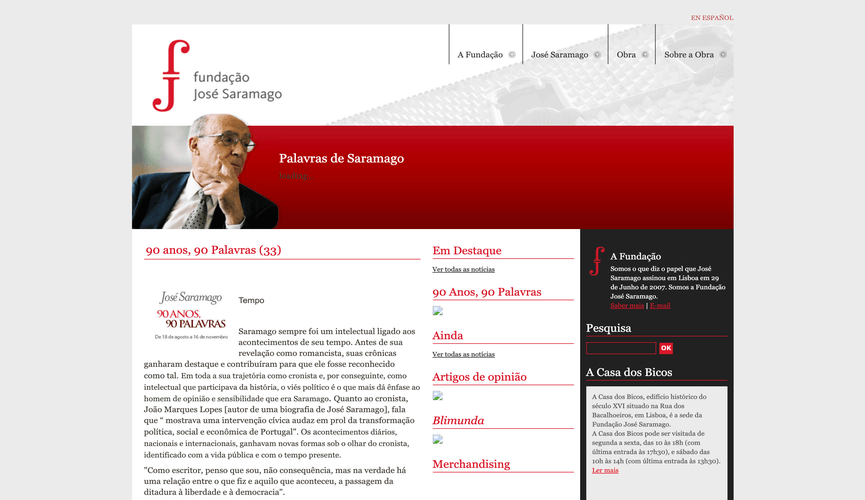 EN ESPAÑOL
fundação
José Saramago
A Fundação
José Saramago
Obra
Sobre a Obra
Palavras de Saramago
90 anos, 90 Palavras (33)
José Saramago
90 ANOS,
90 PALAVRAS
De 18 de agosto a 16 de novembro
Tempo
Saramago sempre foi um intelectual ligado aos
acontecimentos de seu tempo. Antes de sua
revelação como romancista, suas crônicas
ganharam destaque e contribuíram para que ele fosse reconhecido
como tal. Em toda a sua trajetória como cronista e, por conseguinte, como
intelectual que participava da história, o viés político é o que mais dá ênfase ao
homem de opinião e sensibilidade que era Saramago. Quanto ao cronista,
João Marques Lopes [autor de uma biografia de José Saramago], fala
que “ mostrava uma intervenção cívica audaz em prol da transformação
política, social e econômica de Portugal”. Os acontecimentos diários,
nacionais e internacionais, ganhavam novas formas sob o olhar do cronista,
identificado com a vida pública e com o tempo presente.
"Como escritor, penso que sou, não consequência, mas na verdade há
uma relação entre o que fiz e aquilo que aconteceu, a passagem da
ditadura à liberdade e à democracia”.
Em Destaque
Ver todas as notícias
90 Anos, 90 Palavras
Ainda
Ver todas as notícias
Artigos de opinião
Blimunda
Merchandising
A Fundação
Somos o que diz o papel que José
Saramago assinou em Lisboa em 29
de Junho de 2007. Somos a Fundação
José Saramago.
Saber mais | E-mail
Pesquisa
OK
A Casa dos Bicos
A Casa dos Bicos, edifício histórico do
século XVI situado na Rua dos
Bacalhoeiros, em Lisboa, é a sede da
Fundação José Saramago.
A Casa dos Bicos pode ser visitada de
segunda a sexta, das 10 às 18h (com
última entrada às 17h30), e sábado das
10h às 14h (com última entrada às 13h30).
Ler mais